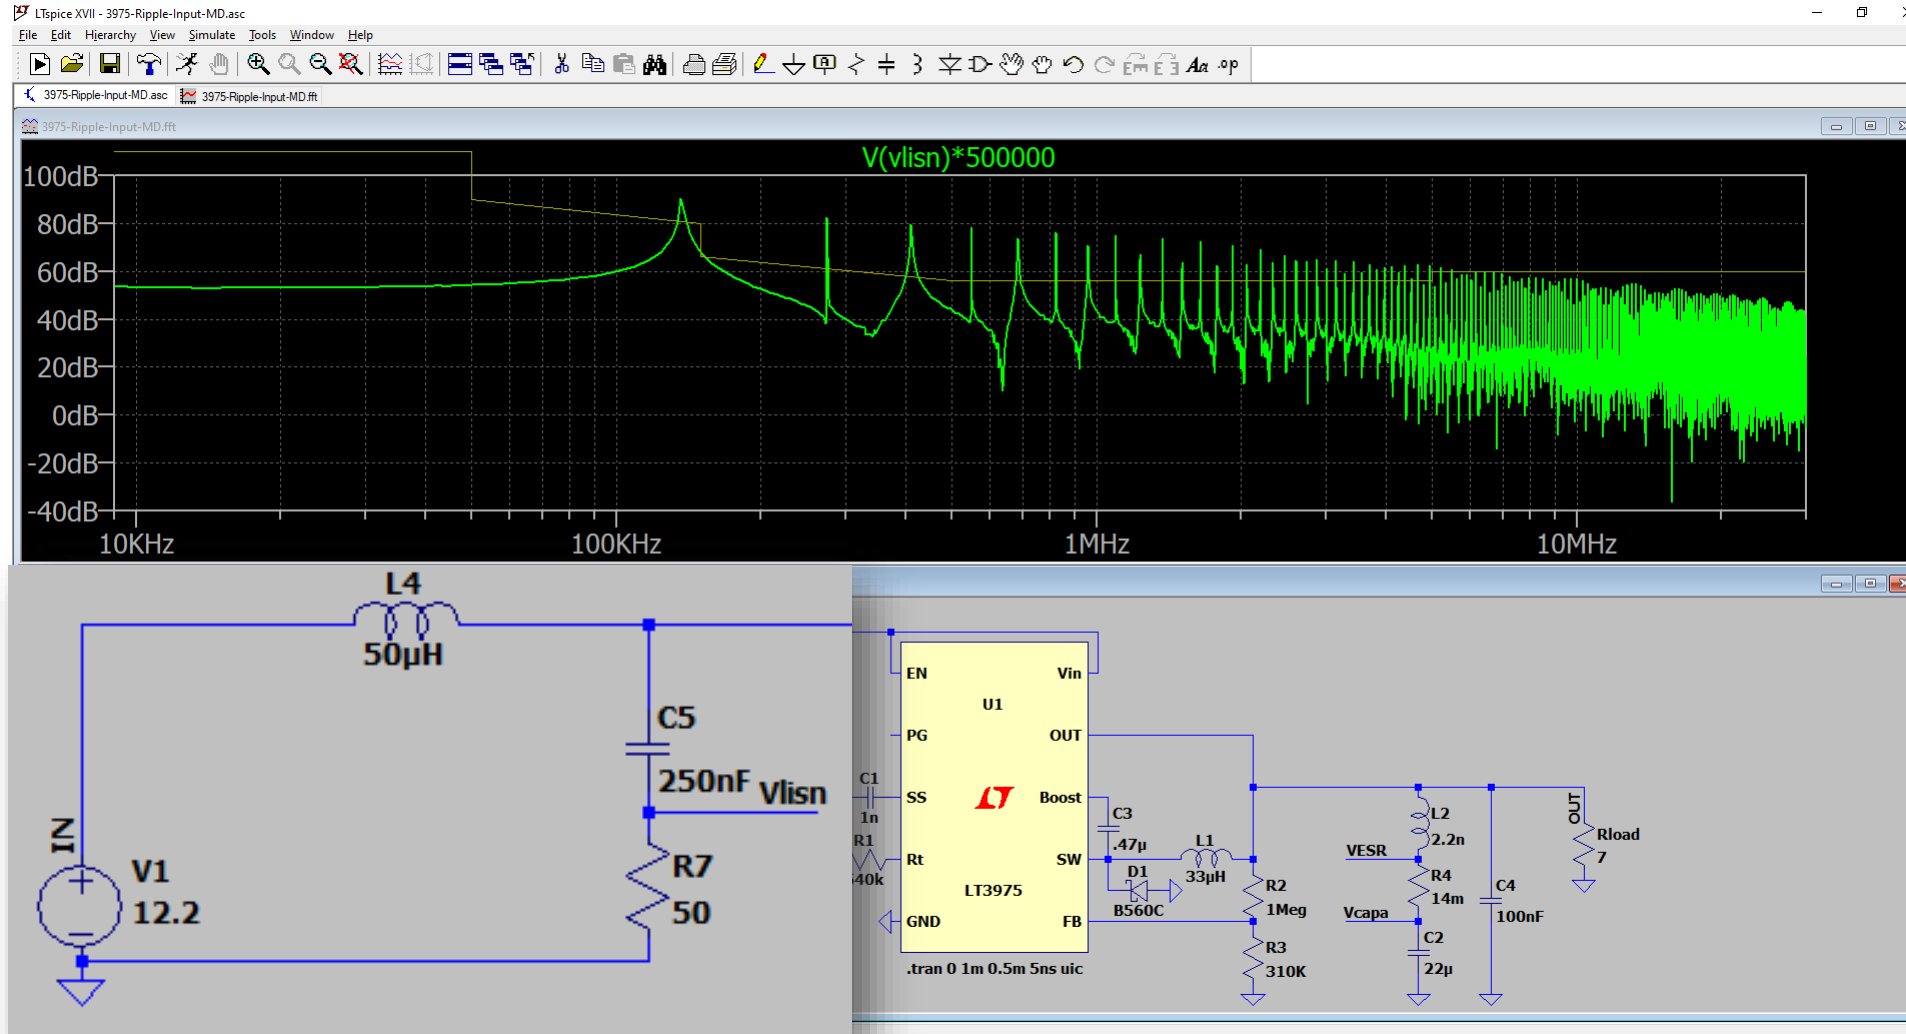 LTspice XVII - 3975-Ripple-Input-MD.asc
File Edit Hierarchy View Simulate Tools Window Help
3975-Ripple-Input-MD.asc 3975-Ripple-Input-MD.fft
3975-Ripple-Input-MD.fft
V(vlisn)*500000
100dB
80dB
60dB
40dB
20dB
0dB
-20dB
-40dB
10KHz 100KHz 1MHz 10MHz
L4
50µH
C5
250nF
Vlisn
IN
V1
12.2
R7
50
EN
Vin
U1
PG
OUT
C1
1n
SS
LT
Boost
C3
.47µ
R1
540k
Rt
SW
L1
33µH
D1
B560C
LT3975
GND
FB
.tran 0 1m 0.5m 5ns uic
R2
1Meg
R3
310K
L2
2.2n
VESR
R4
14m
Vcapa
C2
22µ
C4
100nF
OUT
Rload
7